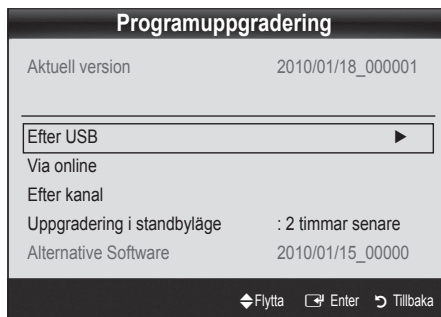 Programuppgradering
Aktuell version 2010/01/18_000001
Efter USB ►
Via online
Efter kanal
Uppgradering i standbyläge : 2 timmar senare
Alternative Software 2010/01/15_00000
Flytta Enter Tillbaka